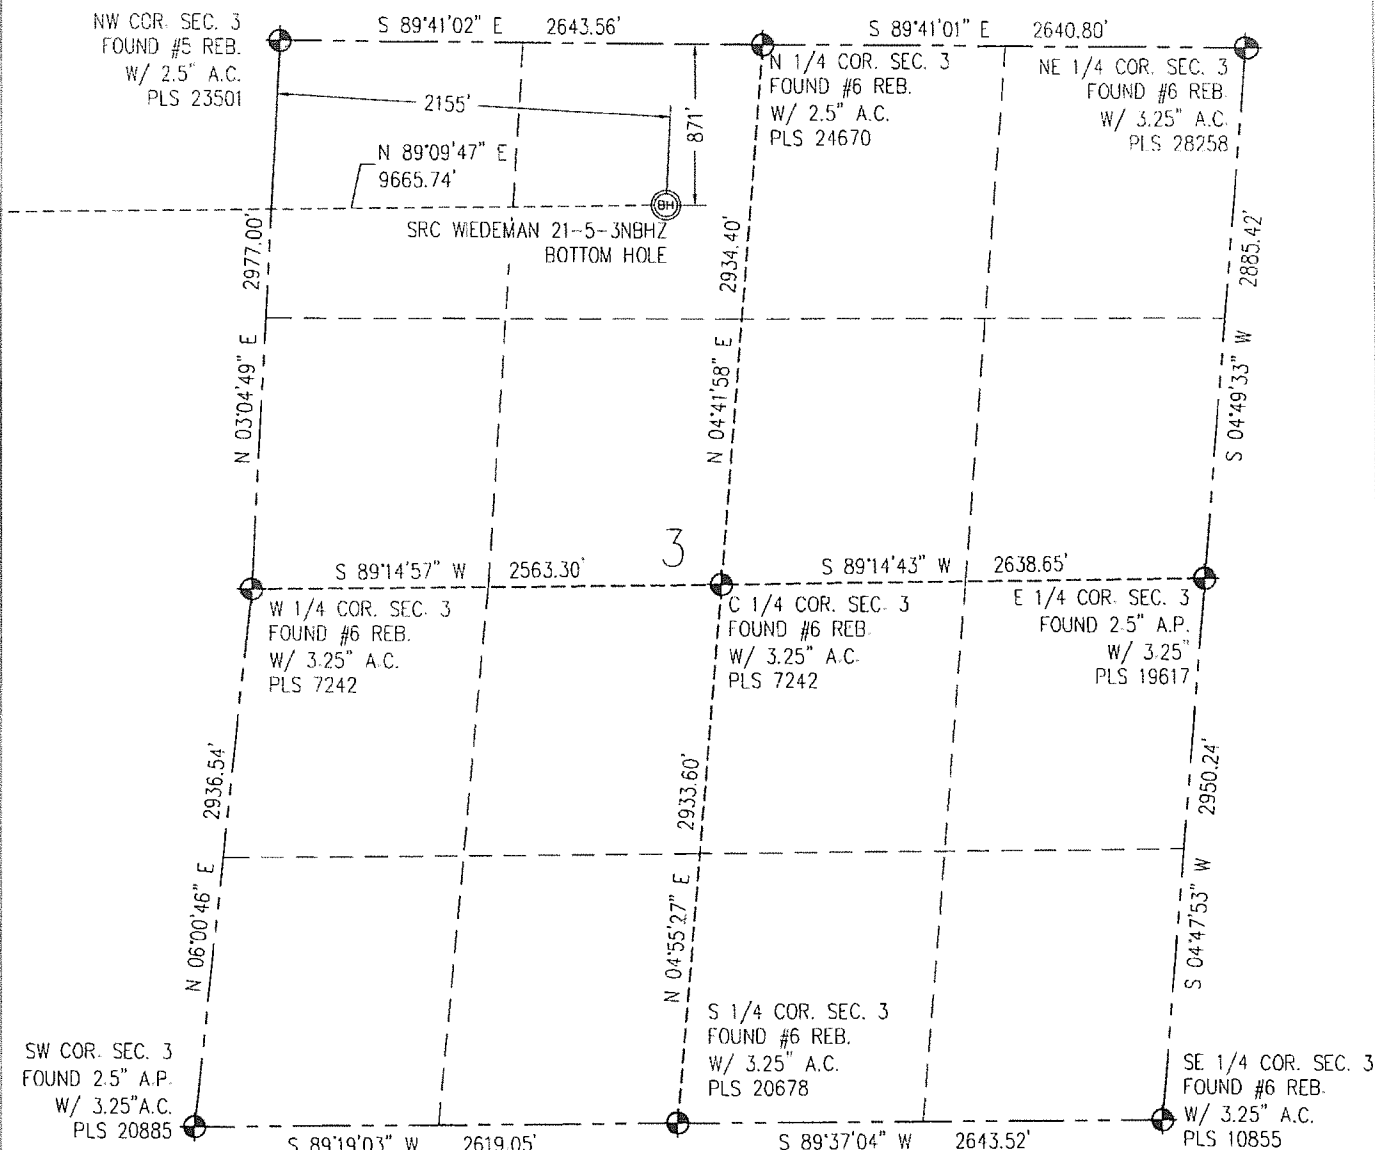 NW COR. SEC. 3
FOUND #5 REB.
W/ 2.5" A.C.
PLS 23501
S 89°41'02" E 2643.56'
S 89°41'01" E 2640.80'
N 1/4 COR. SEC. 3
FOUND #6 REB.
W/ 2.5" A.C.
PLS 24670
NE 1/4 COR. SEC. 3
FOUND #6 REB.
W/ 3.25" A.C.
PLS 28258
2155'
871'
N 89°09'47" E
9665.74'
BH
SRC WIEDEMAN 21-5-3NBHZ
BOTTOM HOLE
N 03°04'49" E 2977.00'
N 04°41'58" E 2934.40'
S 04°49'33" W 2885.42'
3
S 89°14'57" W 2563.30'
S 89°14'43" W 2638.65'
W 1/4 COR. SEC. 3
FOUND #6 REB.
W/ 3.25" A.C.
PLS 7242
C 1/4 COR. SEC. 3
FOUND #6 REB.
W/ 3.25" A.C.
PLS 7242
E 1/4 COR. SEC. 3
FOUND 2.5" A.P.
W/ 3.25"
PLS 19617
N 06°00'46" E 2936.54'
N 04°55'27" E 2933.60'
S 04°47'53" W 2950.24'
SW COR. SEC. 3
FOUND 2.5" A.P.
W/ 3.25"A.C.
PLS 20885
S 1/4 COR. SEC. 3
FOUND #6 REB.
W/ 3.25" A.C.
PLS 20678
SE 1/4 COR. SEC. 3
FOUND #6 REB.
W/ 3.25" A.C.
PLS 10855
S 89°19'03" W 2619.05'
S 89°37'04" W 2643.52'